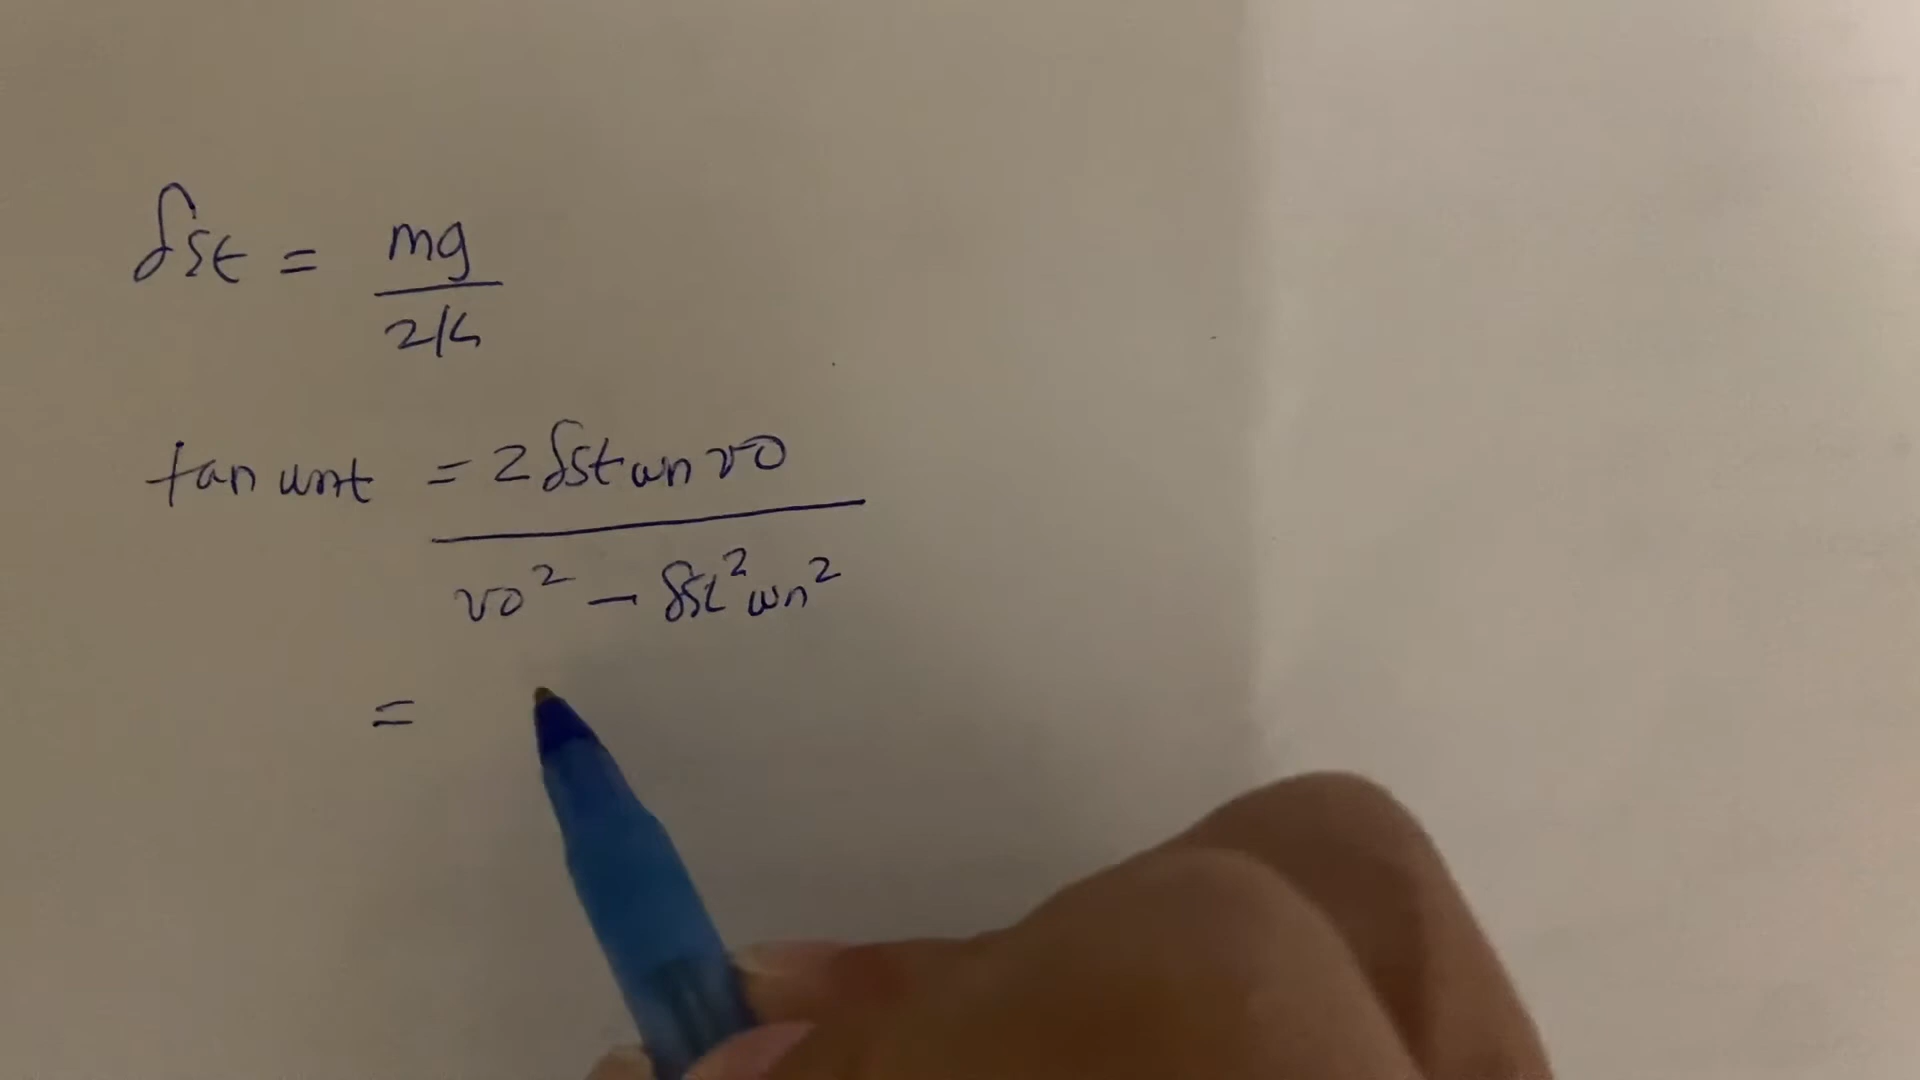 δst = mg
2k
tan ωnt = 2δst ωn v0
v0² − δst² ωn²
=